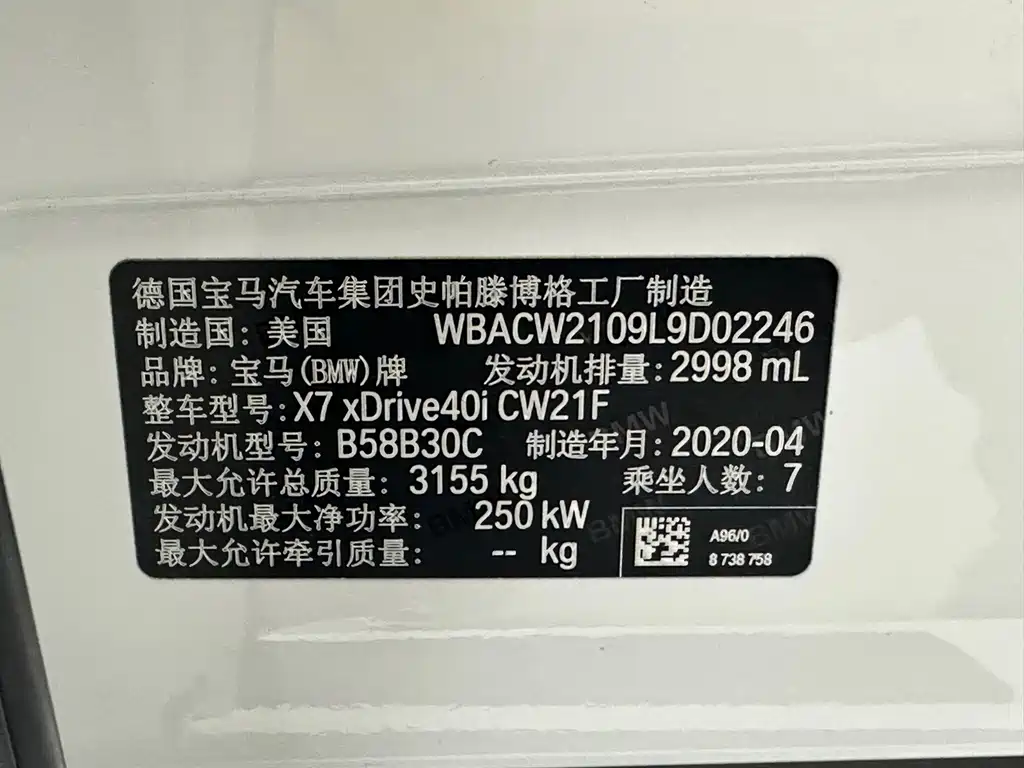 德国宝马汽车集团史帕滕博格工厂制造
制造国: 美国 WBACW2109L9D02246
品牌: 宝马(BMW)牌 发动机排量: 2998 mL
整车型号: X7 xDrive40i CW21F
发动机型号: B58B30C 制造年月: 2020-04
最大允许总质量: 3155 kg 乘坐人数: 7
发动机最大净功率: 250 kW
最大允许牵引质量: -- kg
A96/0
8 738 758